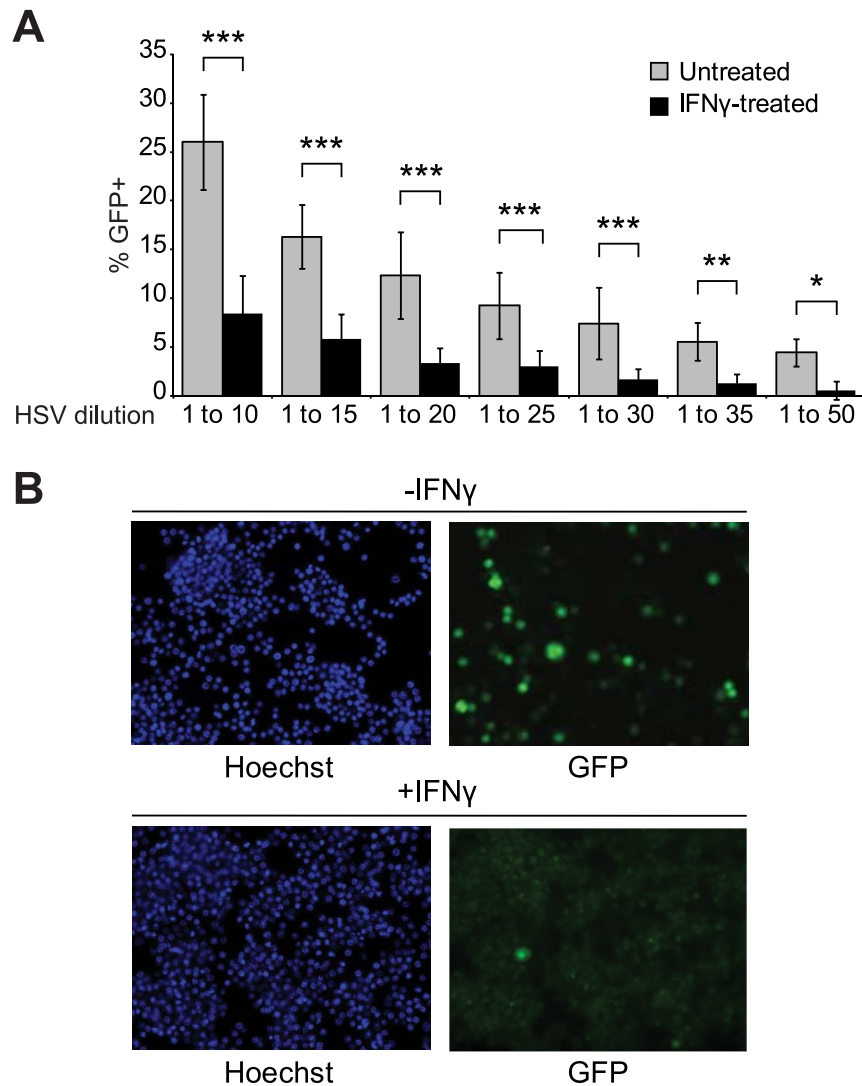 A
35
30
25
20
15
10
5
0
% GFP+
*** *** *** *** *** ** *
Untreated
IFNγ-treated
HSV dilution 1 to 10 1 to 15 1 to 20 1 to 25 1 to 30 1 to 35 1 to 50
B
-IFNγ
Hoechst GFP
+IFNγ
Hoechst GFP